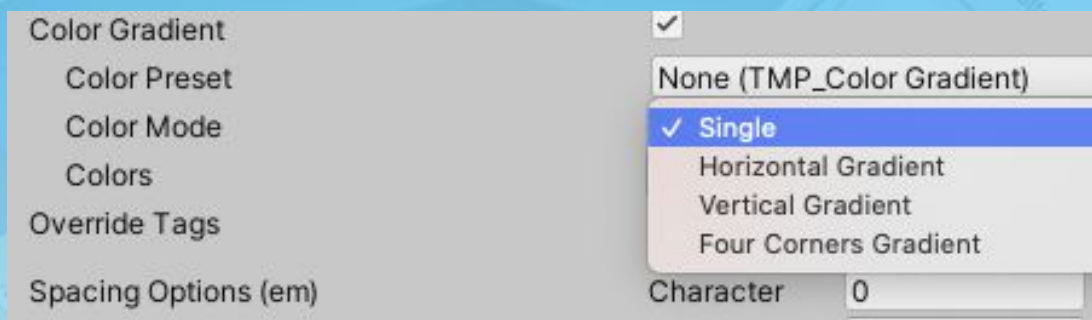 Color Gradient
Color Preset None (TMP_Color Gradient)
Color Mode ✓ Single
Horizontal Gradient
Colors
Vertical Gradient
Override Tags
Four Corners Gradient
Spacing Options (em) Character 0